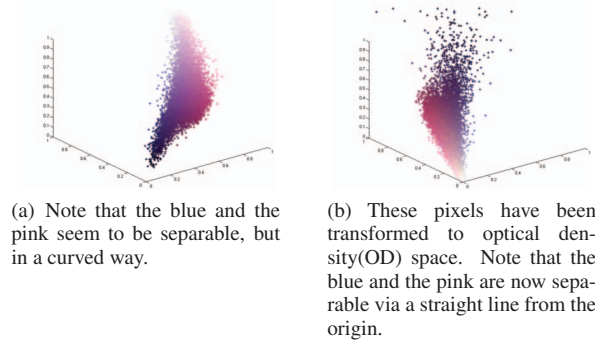 (a) Note that the blue and the
pink seem to be separable, but
in a curved way.
(b) These pixels have been
transformed to optical den-
sity(OD) space. Note that the
blue and the pink are now sepa-
rable via a straight line from the
origin.